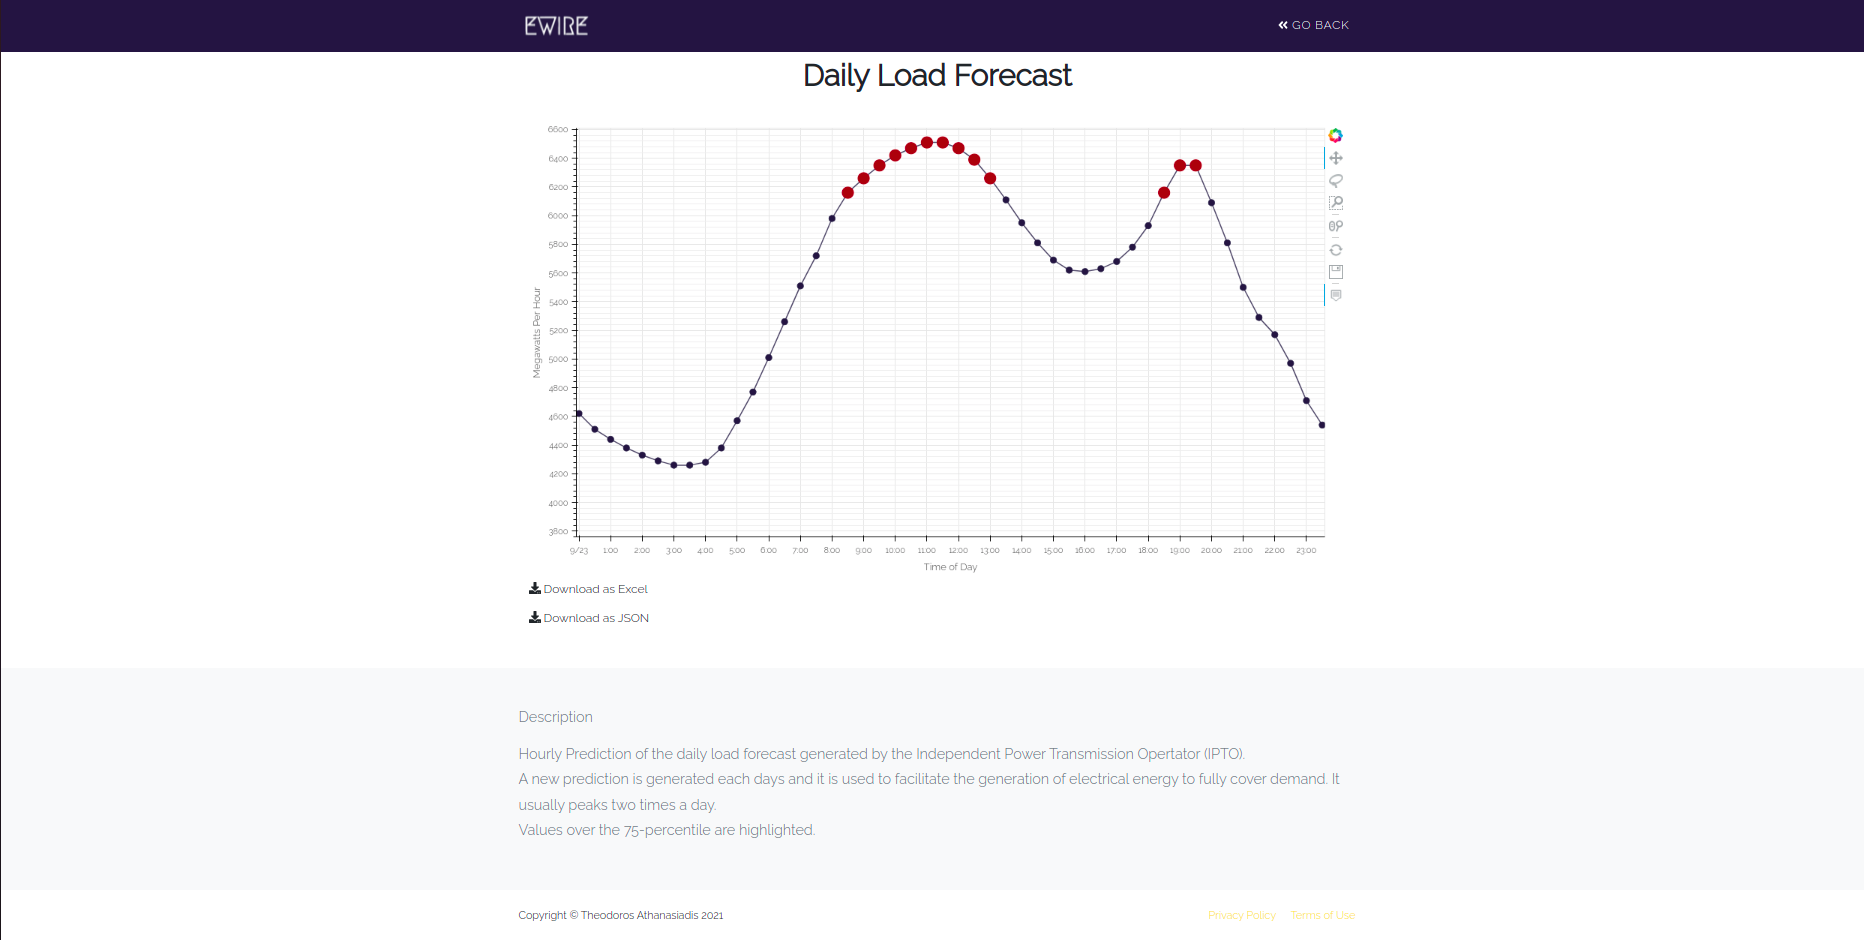 EWIRE
GO BACK
Daily Load Forecast
6600
6400
6200
6000
5800
5600
5400
5200
5000
4800
4600
4400
4200
4000
3800
Megawatts Per Hour
9/23 1:00 2:00 3:00 4:00 5:00 6:00 7:00 8:00 9:00 10:00 11:00 12:00 13:00 14:00 15:00 16:00 17:00 18:00 19:00 20:00 21:00 22:00 23:00
Time of Day
Download as Excel
Download as JSON
Description
Hourly Prediction of the daily load forecast generated by the Independent Power Transmission Opertator (IPTO).
A new prediction is generated each days and it is used to facilitate the generation of electrical energy to fully cover demand. It
usually peaks two times a day.
Values over the 75-percentile are highlighted.
Copyright © Theodoros Athanasiadis 2021
Privacy Policy Terms of Use